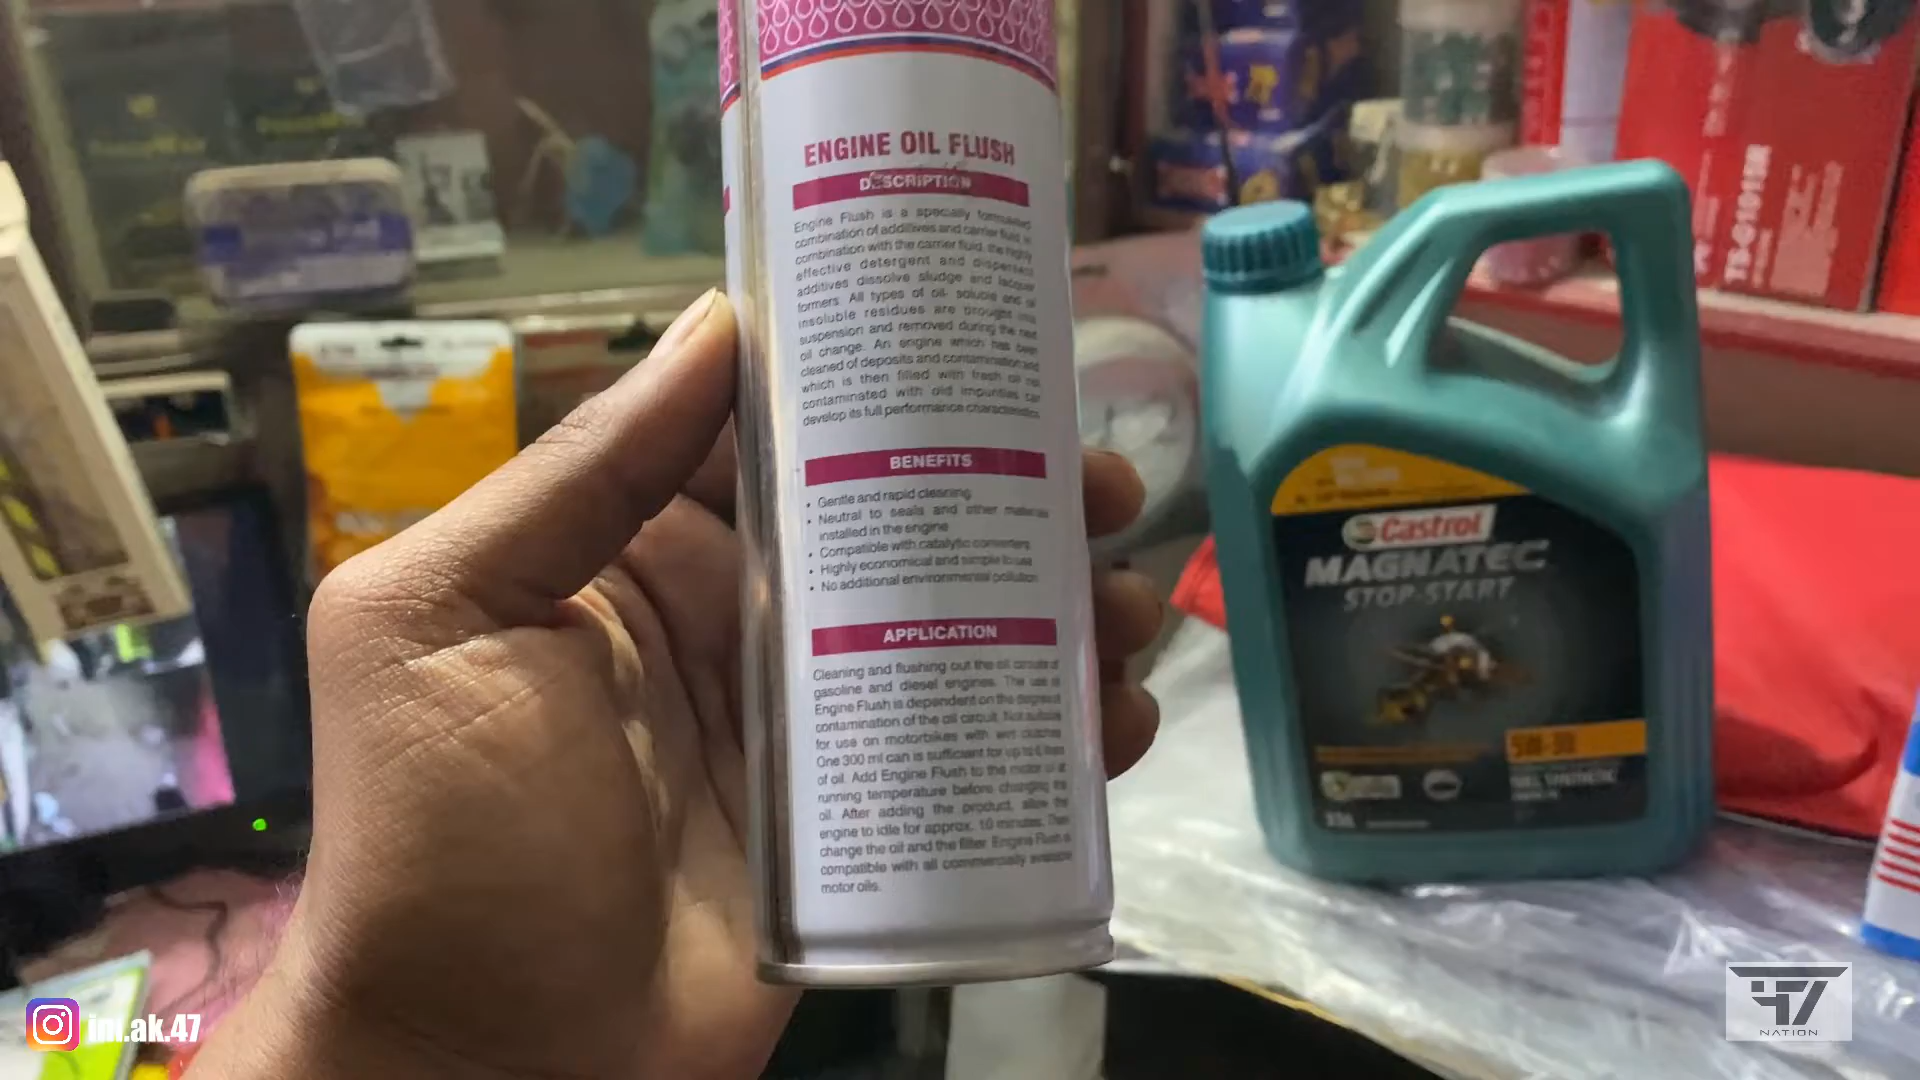 ENGINE OIL FLUSH
DESCRIPTION
Engine Flush is a specially formulated
combination of additives and carrier fluid, in
combination with the carrier fluid, the highly
effective detergent and dispersant
additives dissolve sludge and lacquer
formers. All types of oil- soluble and oil
insoluble residues are brought into
suspension and removed during the next
oil change. An engine which has been
cleaned of deposits and contamination and
which is then filled with fresh oil not
contaminated with old impurities can
develop its full performance characteristics
BENEFITS
• Gentle and rapid cleaning
• Neutral to seals and other materials
installed in the engine
• Compatible with catalytic converters
• Highly economical and simple to use
• No additional environmental pollution
APPLICATION
Cleaning and flushing out the oil circuits of
gasoline and diesel engines. The use of
Engine Flush is dependent on the degree of
contamination of the oil circuit. Not suitable
for use on motorbikes with wet clutches
One 300 ml can is sufficient for up to
of oil. Add Engine Flush to the motor oil at
running temperature before changing the
oil. After adding the product, allow the
engine to idle for approx. 10 minutes. Then
change the oil and the filter. Engine Flush is
compatible with all commercially available
motor oils.
Castrol
MAGNATEC
STOP-START
5W-30
FULL SYNTHETIC
TS-G1015R
im.ak.47
47
NATION